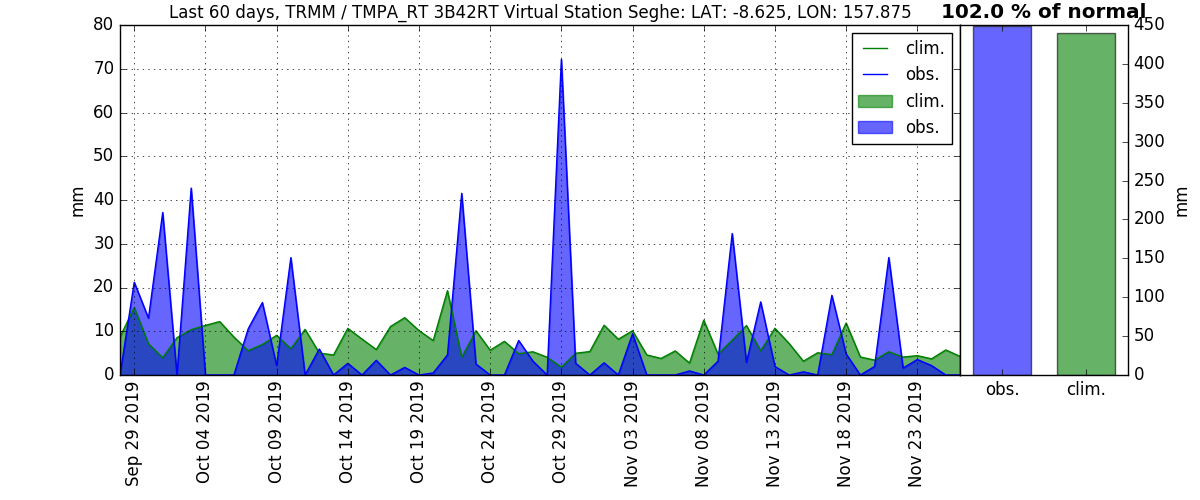 Last 60 days, TRMM / TMPA_RT 3B42RT Virtual Station Seghe: LAT: -8.625, LON: 157.875
102.0 % of normal
80
70
60
50
40
30
20
10
0
mm
clim.
obs.
clim.
obs.
450
400
350
300
250
200
150
100
50
0
mm
Sep 29 2019
Oct 04 2019
Oct 09 2019
Oct 14 2019
Oct 19 2019
Oct 24 2019
Oct 29 2019
Nov 03 2019
Nov 08 2019
Nov 13 2019
Nov 18 2019
Nov 23 2019
obs.
clim.